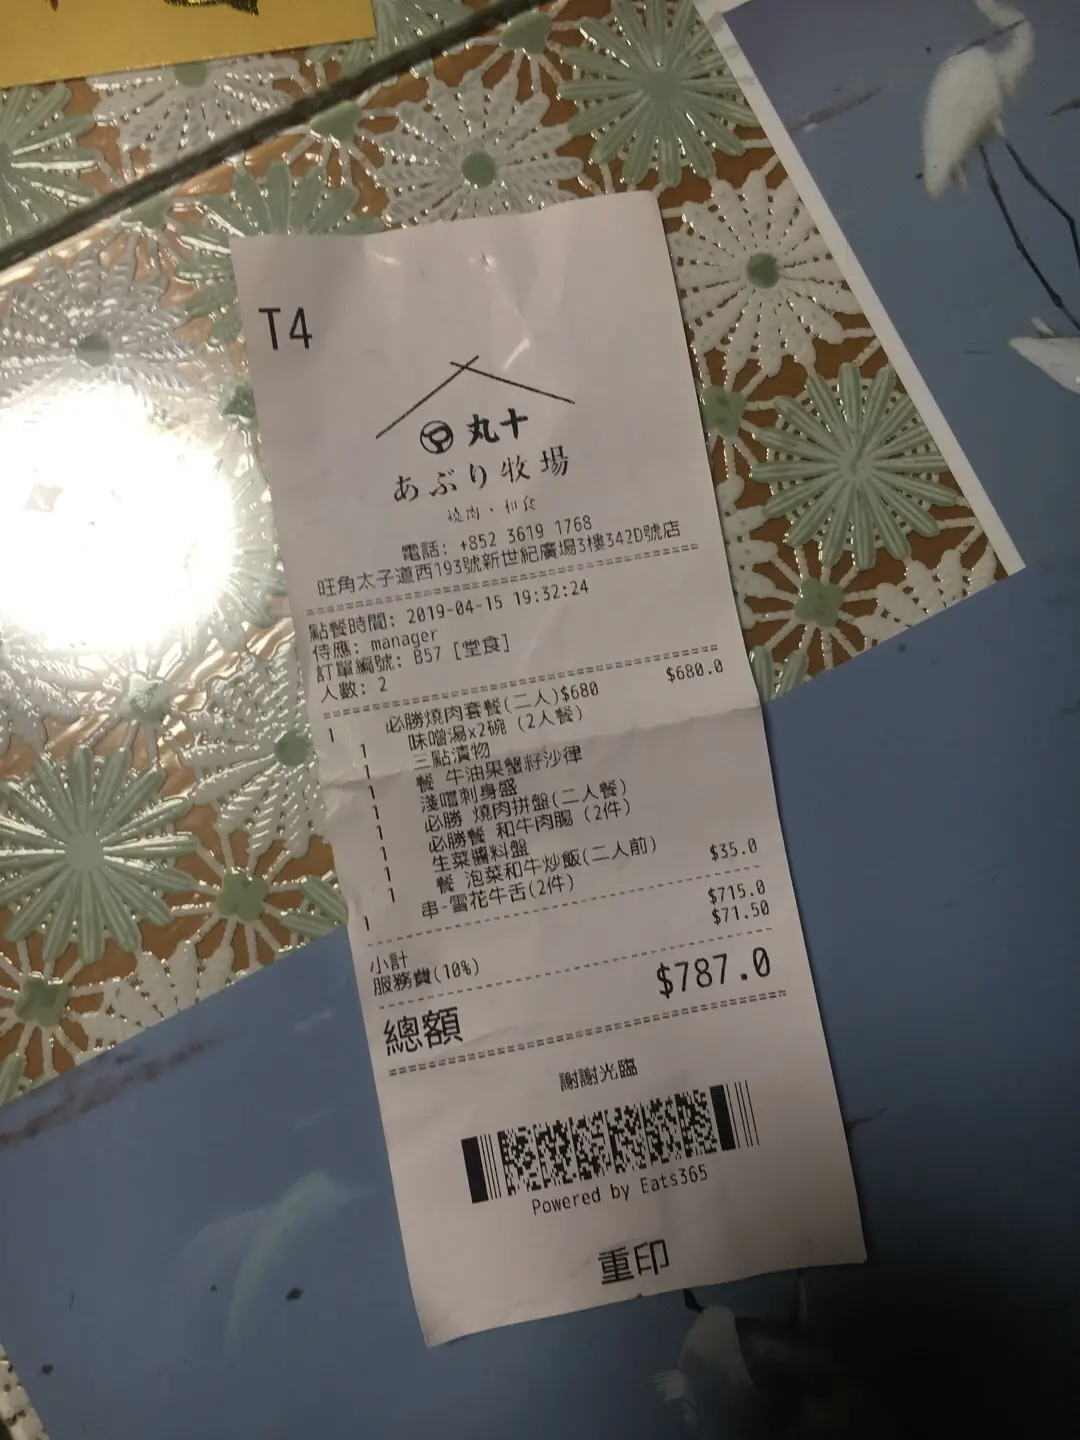 T4
丸十
あぶり牧場
燒肉・和食
電話: +852 3619 1768
旺角太子道西193號新世紀廣場3樓342D號店
點餐時間: 2019-04-15 19:32:24
侍應: manager
訂單編號: B57 [堂食]
人數: 2
1 必勝燒肉套餐(二人)$680 $680.0
1 味噌湯x2碗 (2人餐)
1 三點漬物
1 餐 牛油果蟹籽沙律
1 淺嚐刺身盛
1 必勝 燒肉拼盤(二人餐)
1 必勝餐 和牛肉腸 (2件)
1 生菜醬料盤
1 餐 泡菜和牛炒飯(二人前)
1 串-雪花牛舌(2件) $35.0
小計 $715.0
服務費(10%) $71.50
總額 $787.0
謝謝光臨
Powered by Eats365
重印